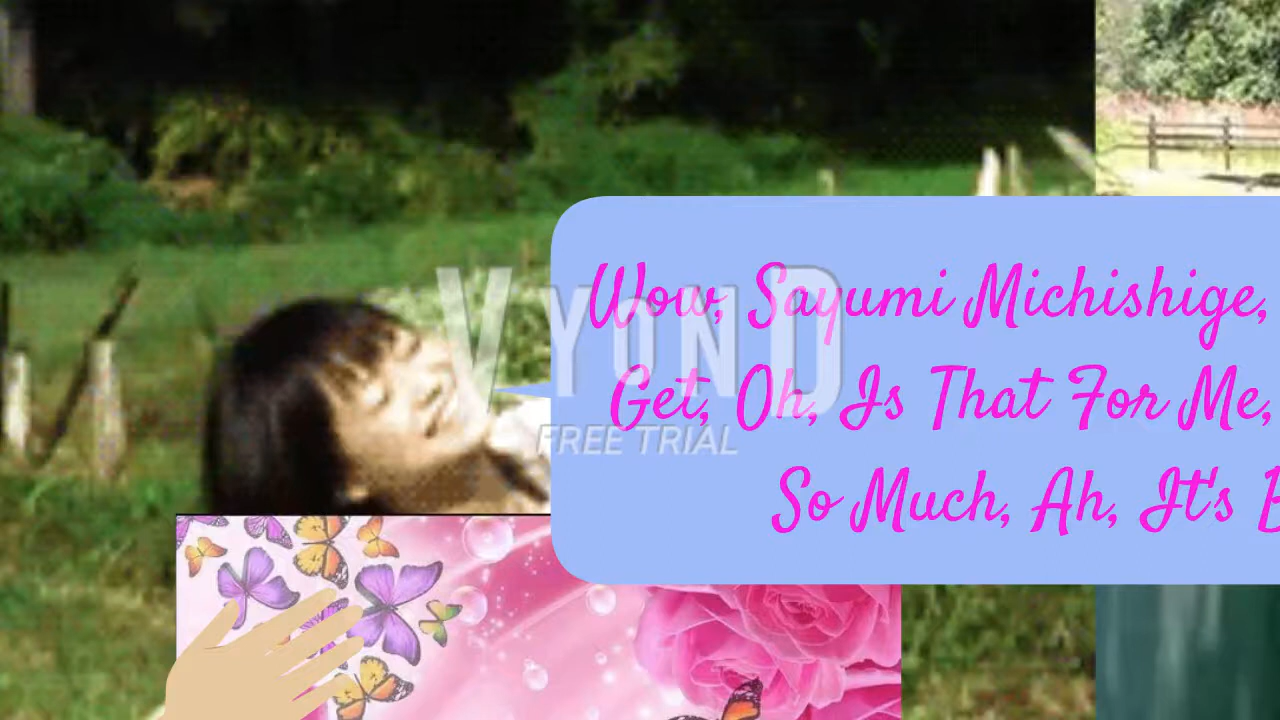 Wow, Sayumi Michishige,
Get, Oh, Is That For Me,
So Much, Ah, It's
VYOND
FREE TRIAL